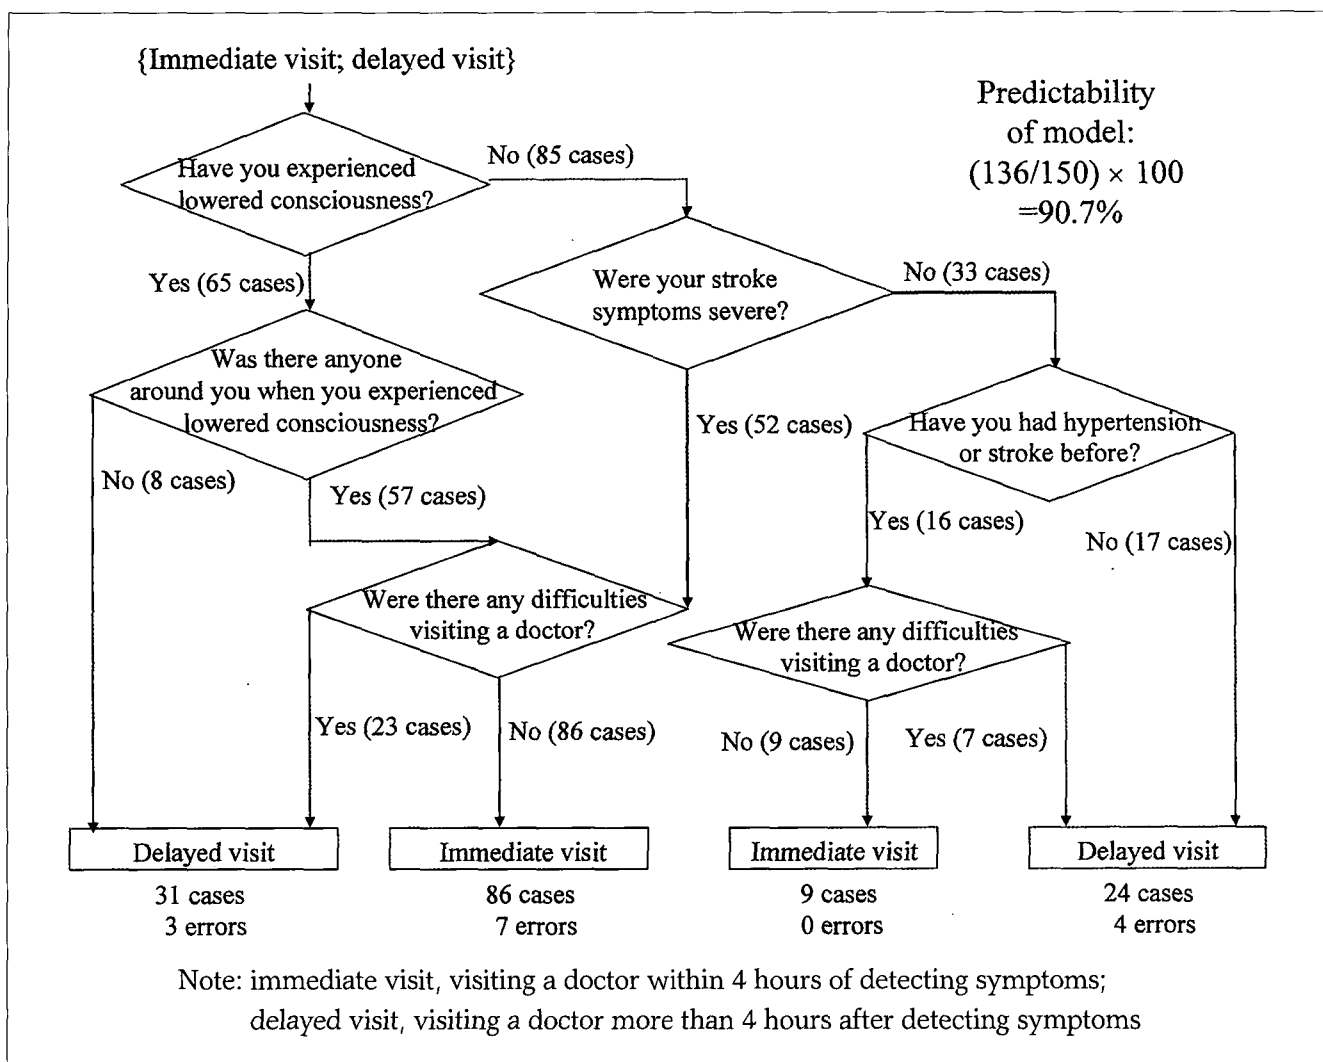 {Immediate visit; delayed visit}
Predictability
of model:
(136/150) × 100
=90.7%
Have you experienced
lowered consciousness?
No (85 cases)
Yes (65 cases)
Were your stroke
symptoms severe?
No (33 cases)
Was there anyone
around you when you experienced
lowered consciousness?
Yes (52 cases)
Have you had hypertension
or stroke before?
No (8 cases)
Yes (57 cases)
Yes (16 cases)
No (17 cases)
Were there any difficulties
visiting a doctor?
Were there any difficulties
visiting a doctor?
Yes (23 cases)
No (86 cases)
No (9 cases)
Yes (7 cases)
Delayed visit
31 cases
3 errors
Immediate visit
86 cases
7 errors
Immediate visit
9 cases
0 errors
Delayed visit
24 cases
4 errors
Note: immediate visit, visiting a doctor within 4 hours of detecting symptoms;
delayed visit, visiting a doctor more than 4 hours after detecting symptoms